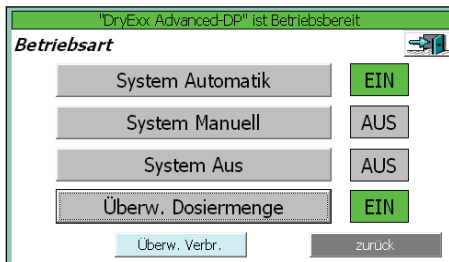 "DryExx Advanced-DP" ist Betriebsbereit
Betriebsart
System Automatik EIN
System Manuell AUS
System Aus AUS
Überw. Dosiermenge EIN
Überw. Verbr. zurück